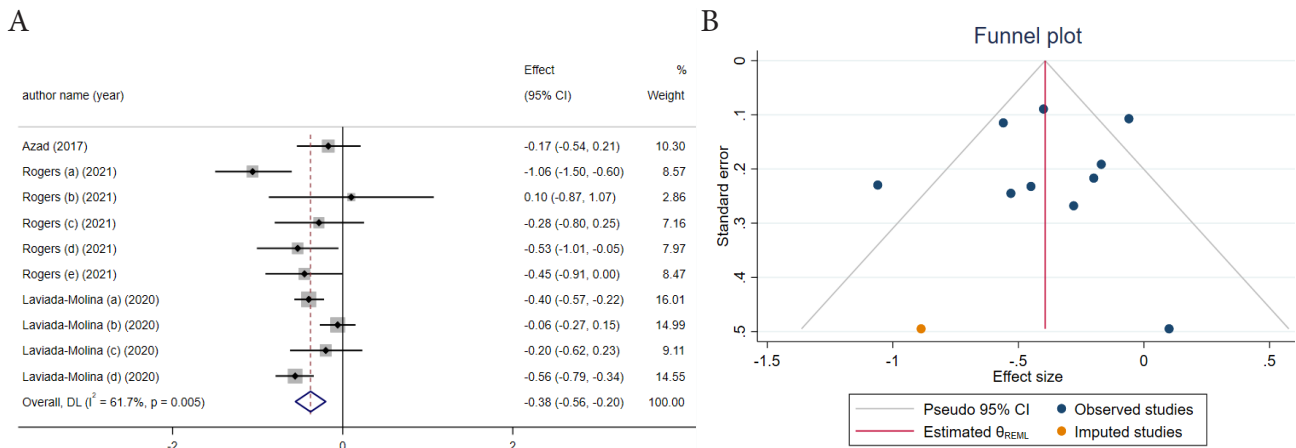 A
Effect %
author name (year) (95% CI) Weight
Azad (2017) -0.17 (-0.54, 0.21) 10.30
Rogers (a) (2021) -1.06 (-1.50, -0.60) 8.57
Rogers (b) (2021) 0.10 (-0.87, 1.07) 2.86
Rogers (c) (2021) -0.28 (-0.80, 0.25) 7.16
Rogers (d) (2021) -0.53 (-1.01, -0.05) 7.97
Rogers (e) (2021) -0.45 (-0.91, 0.00) 8.47
Laviada-Molina (a) (2020) -0.40 (-0.57, -0.22) 16.01
Laviada-Molina (b) (2020) -0.06 (-0.27, 0.15) 14.99
Laviada-Molina (c) (2020) -0.20 (-0.62, 0.23) 9.11
Laviada-Molina (d) (2020) -0.56 (-0.79, -0.34) 14.55
Overall, DL (I² = 61.7%, p = 0.005) -0.38 (-0.56, -0.20) 100.00
-2 0 2
B
Funnel plot
Standard error
0
.1
.2
.3
.4
.5
-1.5 -1 -.5 0 .5
Effect size
Pseudo 95% CI Observed studies
Estimated θREML Imputed studies